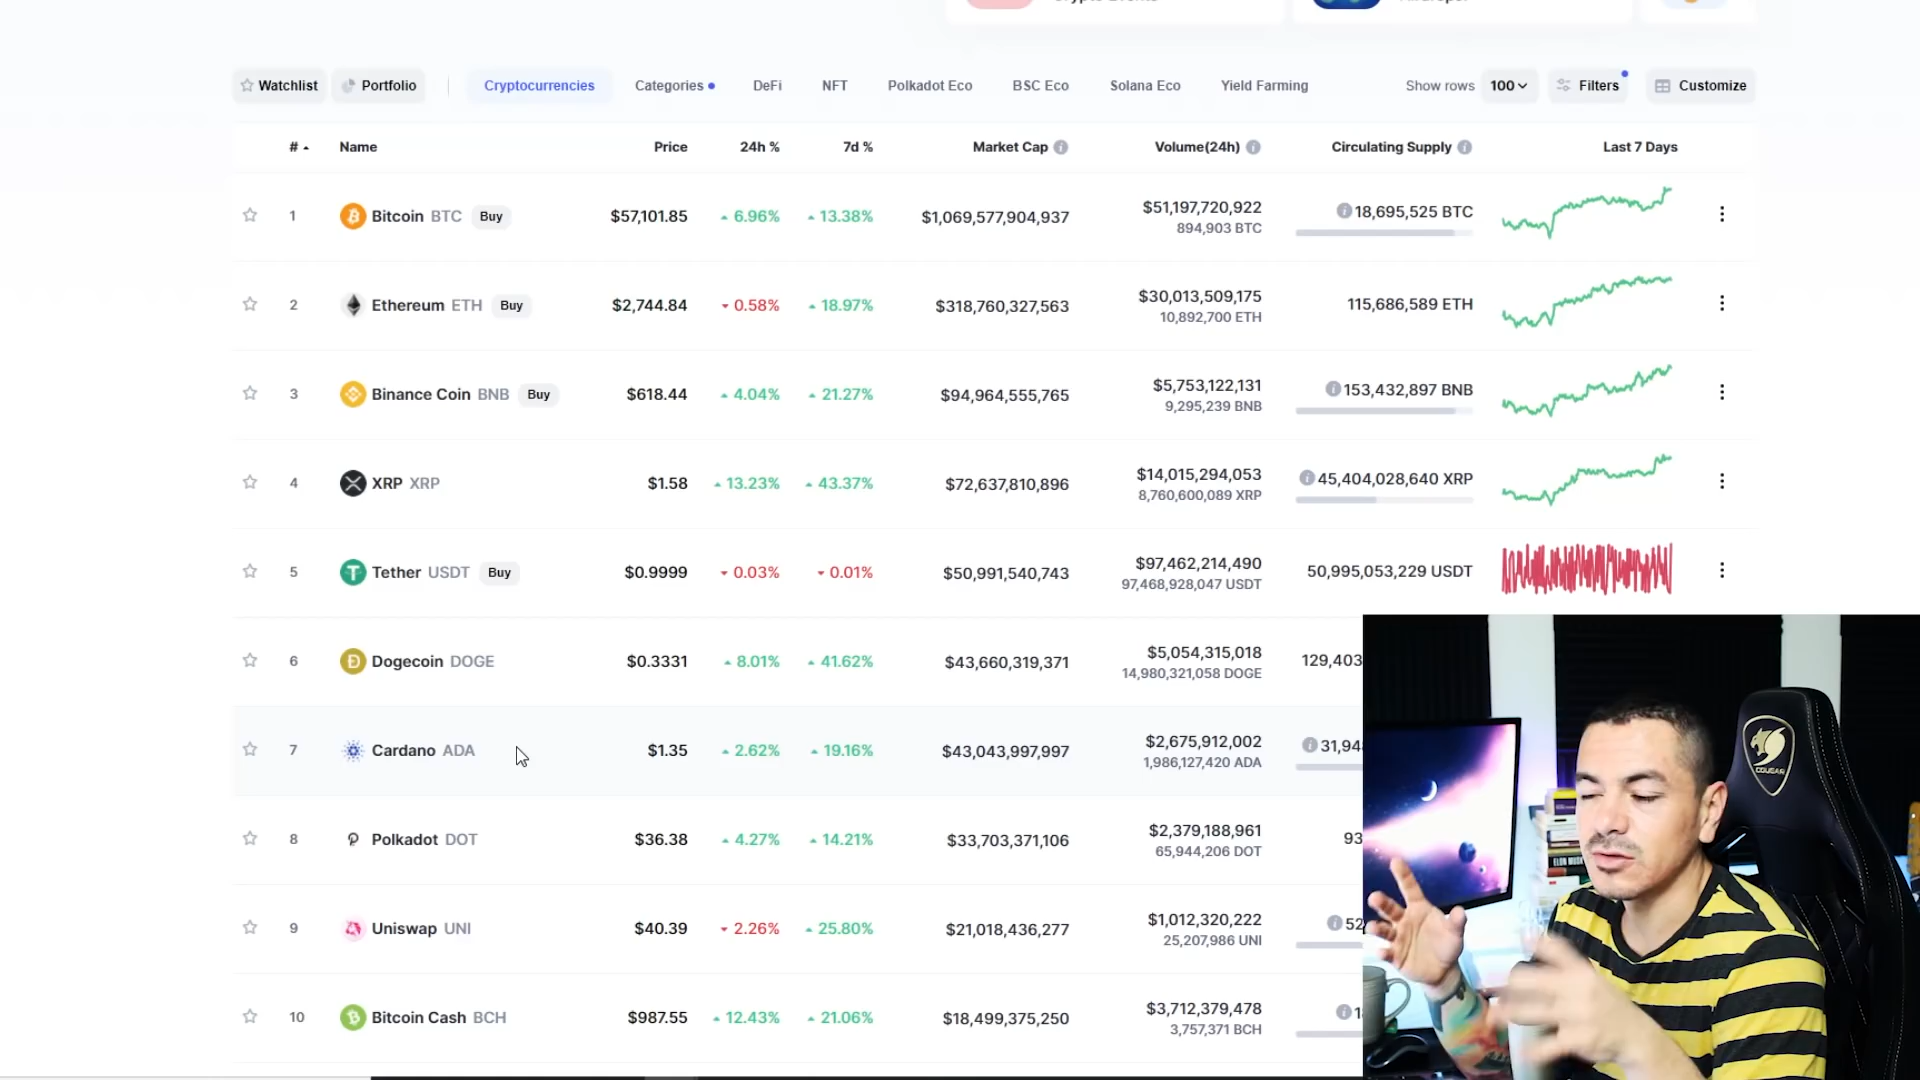 Watchlist Portfolio Cryptocurrencies Categories DeFi NFT Polkadot Eco BSC Eco Solana Eco Yield Farming Show rows 100 Filters Customize
# Name Price 24h % 7d % Market Cap Volume(24h) Circulating Supply Last 7 Days
1 Bitcoin BTC Buy $57,101.85 6.96% 13.38% $1,069,577,904,937 $51,197,720,922 18,695,525 BTC
894,903 BTC
2 Ethereum ETH Buy $2,744.84 0.58% 18.97% $318,760,327,563 $30,013,509,175 115,686,589 ETH
10,892,700 ETH
3 Binance Coin BNB Buy $618.44 4.04% 21.27% $94,964,555,765 $5,753,122,131 153,432,897 BNB
9,295,239 BNB
4 XRP XRP $1.58 13.23% 43.37% $72,637,810,896 $14,015,294,053 45,404,028,640 XRP
8,760,600,089 XRP
5 Tether USDT Buy $0.9999 0.03% 0.01% $50,991,540,743 $97,462,214,490 50,995,053,229 USDT
97,468,928,047 USDT
6 Dogecoin DOGE $0.3331 8.01% 41.62% $43,660,319,371 $5,054,315,018 129,403
14,980,321,058 DOGE
7 Cardano ADA $1.35 2.62% 19.16% $43,043,997,997 $2,675,912,002 31,94
1,986,127,420 ADA
8 Polkadot DOT $36.38 4.27% 14.21% $33,703,371,106 $2,379,188,961 93
65,944,206 DOT
9 Uniswap UNI $40.39 2.26% 25.80% $21,018,436,277 $1,012,320,222 52
25,207,986 UNI
10 Bitcoin Cash BCH $987.55 12.43% 21.06% $18,499,375,250 $3,712,379,478 1
3,757,371 BCH
COUGAR
ELON MUSK